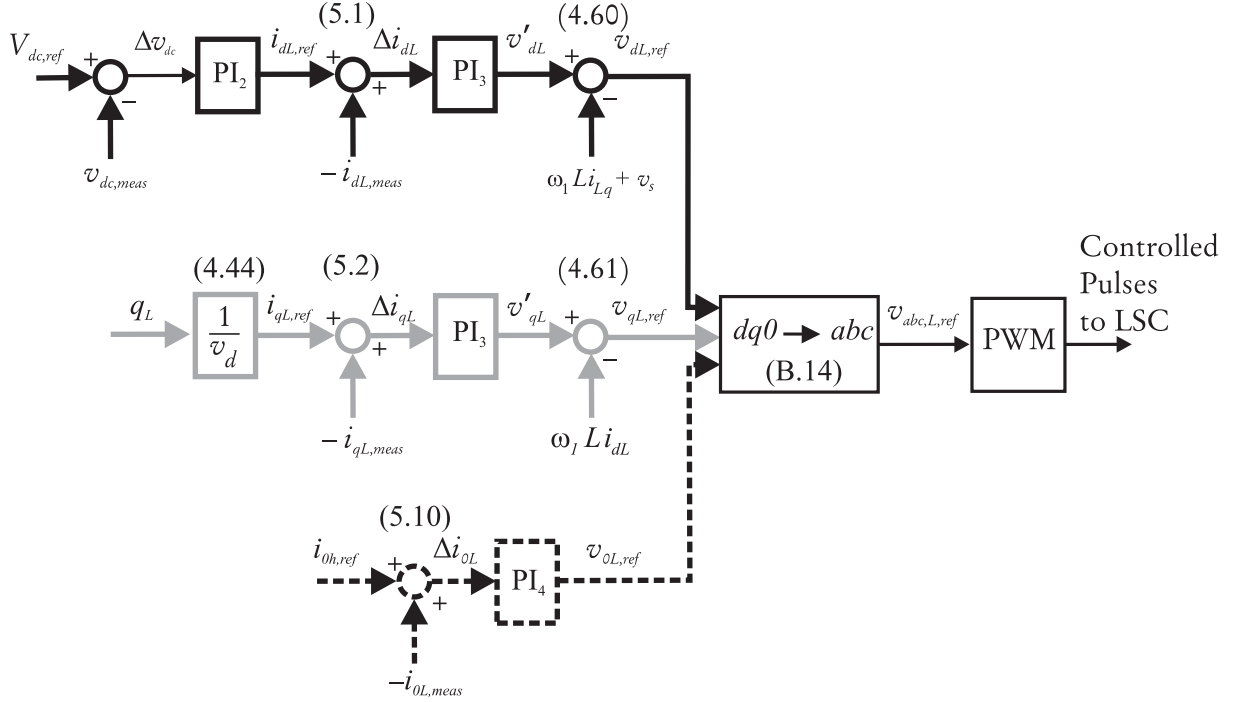 (5.1) (4.60)
V_dc,ref + Δv_dc i_dL,ref + Δi_dL v'_dL + v_dL,ref
PI_2 PI_3
− + −
v_dc,meas − i_dL,meas ω_1 L i_Lq + v_s
(4.44) (5.2) (4.61)
q_L i_qL,ref + Δi_qL v'_qL + v_qL,ref
1
v_d
PI_3
+ −
− i_qL,meas ω_1 L i_dL
dq0 → abc
(B.14)
v_abc,L,ref
PWM
Controlled
Pulses
to LSC
(5.10)
i_0h,ref + Δi_0L v_0L,ref
PI_4
+
−i_0L,meas